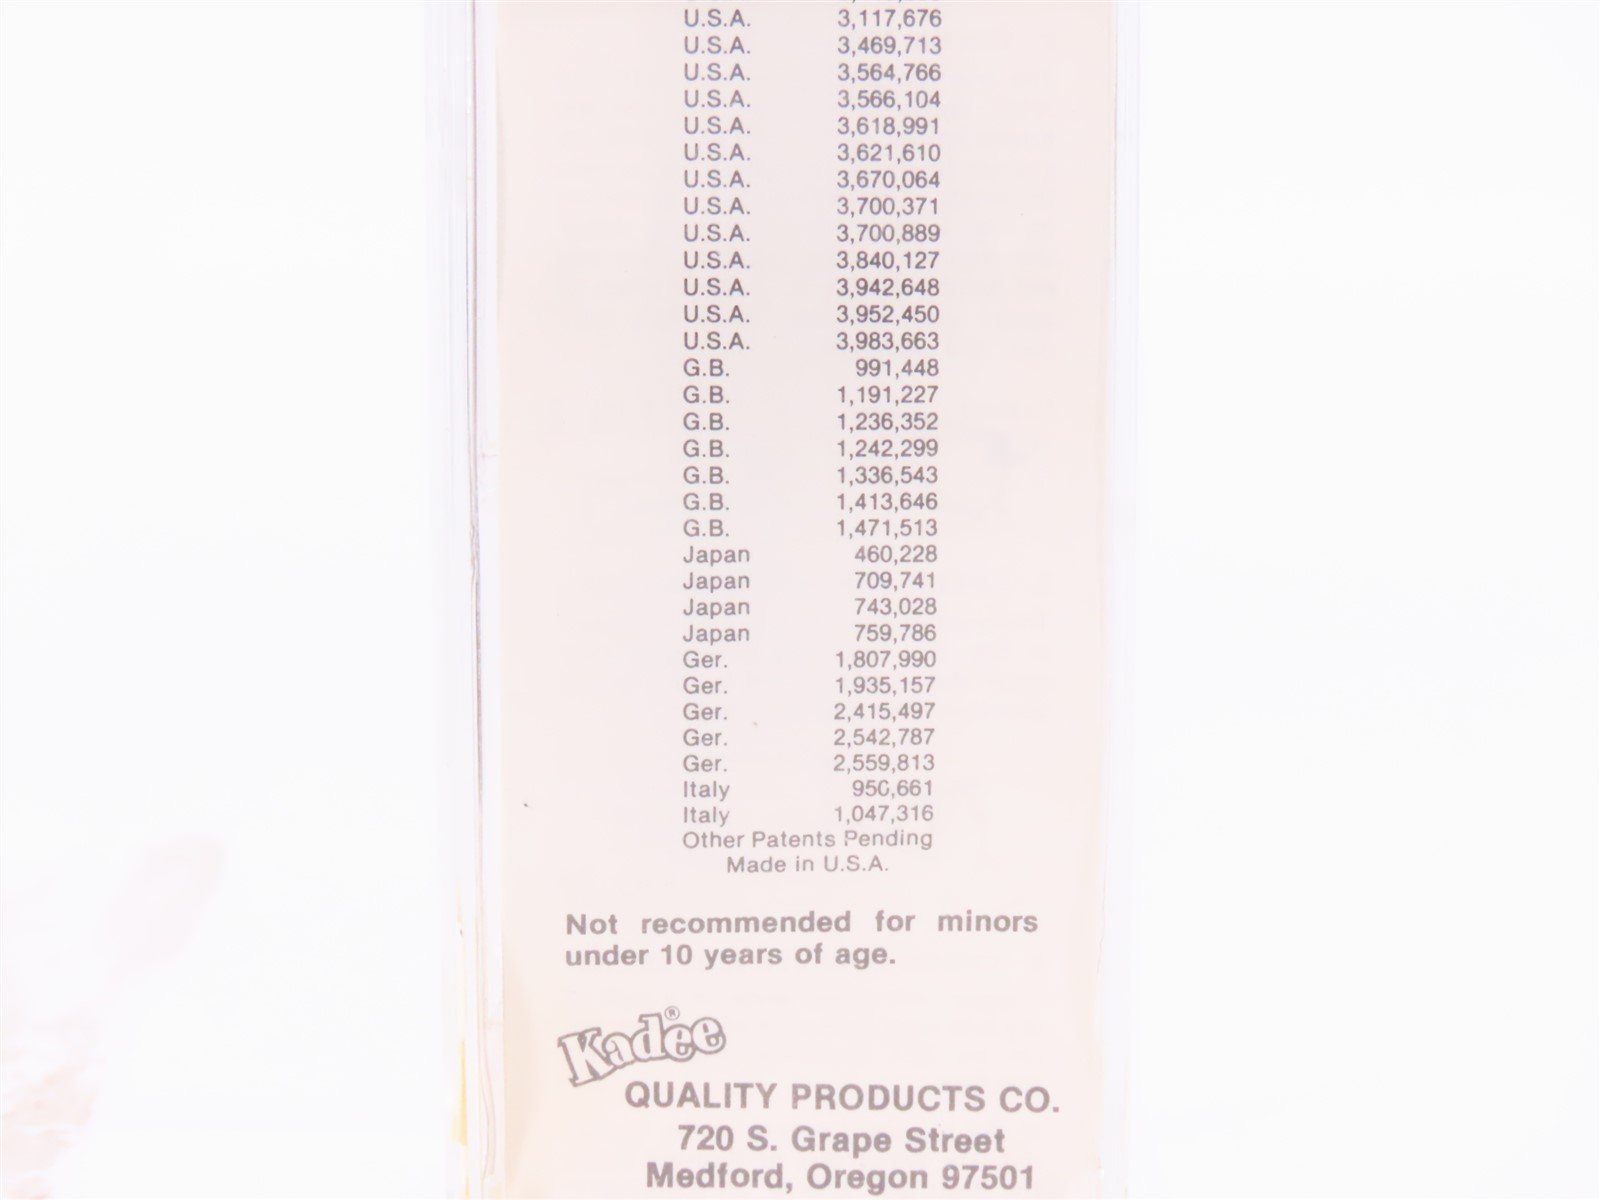 U.S.A. 3,117,676
U.S.A. 3,469,713
U.S.A. 3,564,766
U.S.A. 3,566,104
U.S.A. 3,618,991
U.S.A. 3,621,610
U.S.A. 3,670,064
U.S.A. 3,700,371
U.S.A. 3,700,889
U.S.A. 3,840,127
U.S.A. 3,942,648
U.S.A. 3,952,450
U.S.A. 3,983,663
G.B. 991,448
G.B. 1,191,227
G.B. 1,236,352
G.B. 1,242,299
G.B. 1,336,543
G.B. 1,413,646
G.B. 1,471,513
Japan 460,228
Japan 709,741
Japan 743,028
Japan 759,786
Ger. 1,807,990
Ger. 1,935,157
Ger. 2,415,497
Ger. 2,542,787
Ger. 2,559,813
Italy 950,661
Italy 1,047,316
Other Patents Pending
Made in U.S.A.
Not recommended for minors
under 10 years of age.
Kadee®
QUALITY PRODUCTS CO.
720 S. Grape Street
Medford, Oregon 97501